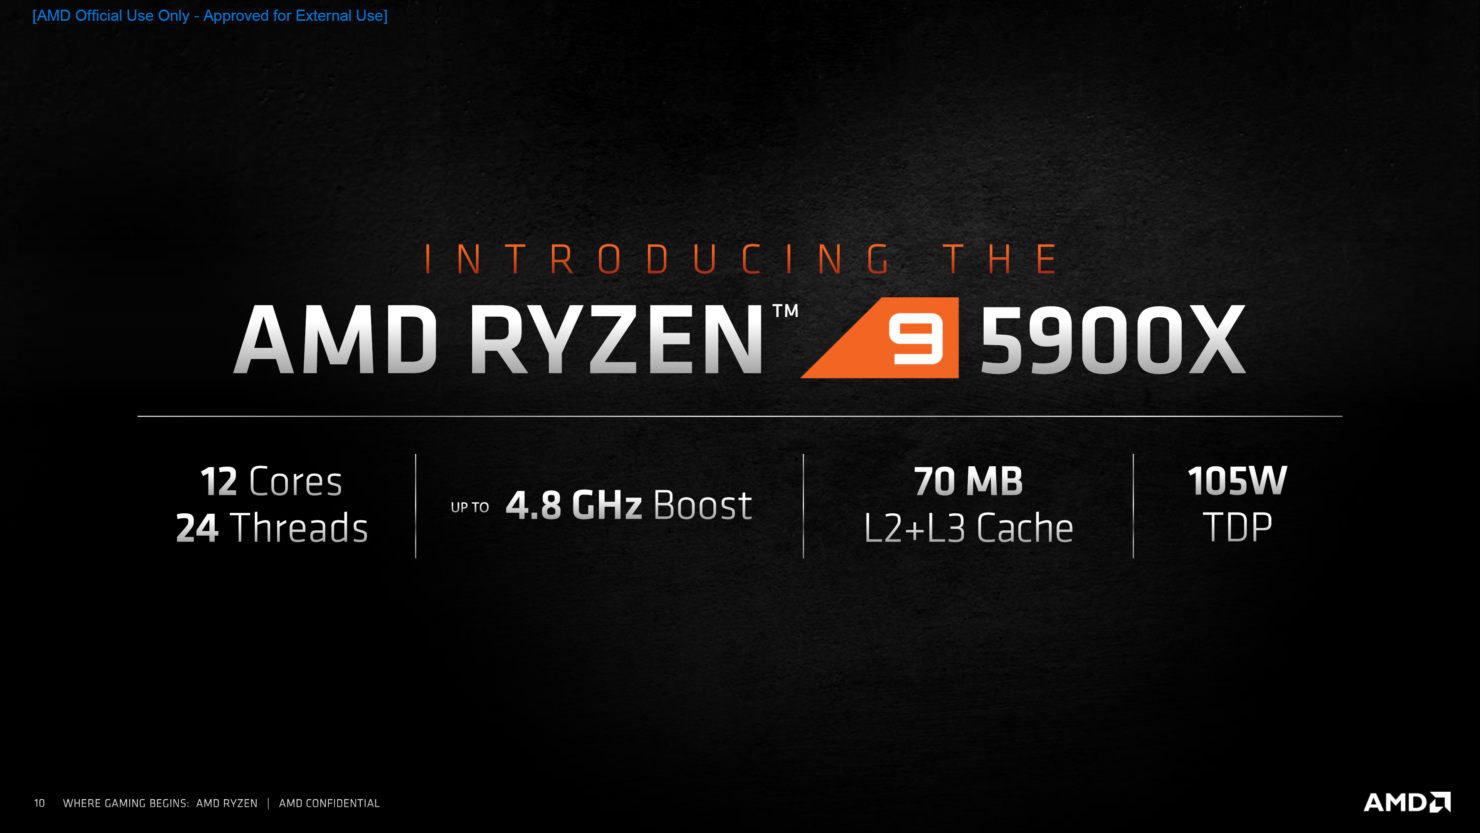 [AMD Official Use Only - Approved for External Use]
INTRODUCING THE
AMD RYZEN™ 9 5900X
12 Cores
24 Threads
UP TO 4.8 GHz Boost
70 MB
L2+L3 Cache
105W
TDP
10 WHERE GAMING BEGINS: AMD RYZEN | AMD CONFIDENTIAL
AMD